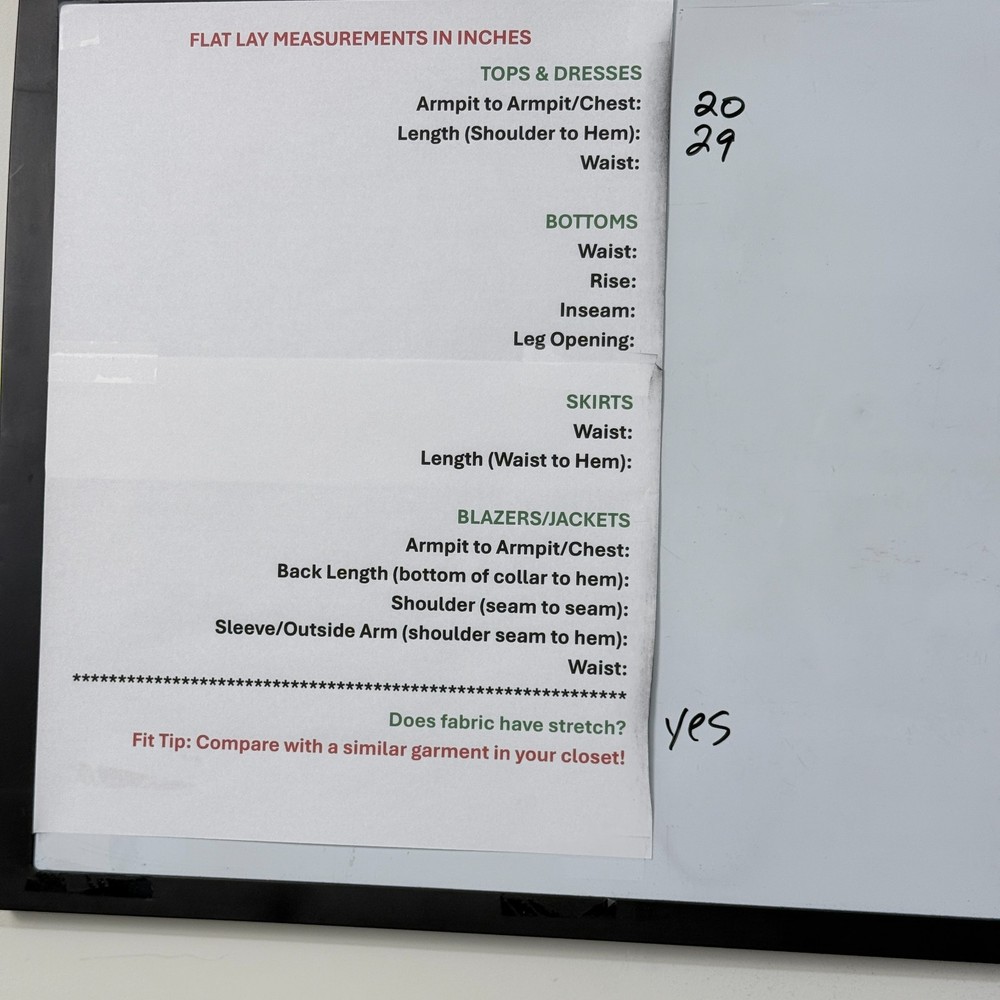 FLAT LAY MEASUREMENTS IN INCHES
TOPS & DRESSES
Armpit to Armpit/Chest: 20
Length (Shoulder to Hem): 29
Waist:
BOTTOMS
Waist:
Rise:
Inseam:
Leg Opening:
SKIRTS
Waist:
Length (Waist to Hem):
BLAZERS/JACKETS
Armpit to Armpit/Chest:
Back Length (bottom of collar to hem):
Shoulder (seam to seam):
Sleeve/Outside Arm (shoulder seam to hem):
Waist:
*************************************************************
Does fabric have stretch? yes
Fit Tip: Compare with a similar garment in your closet!